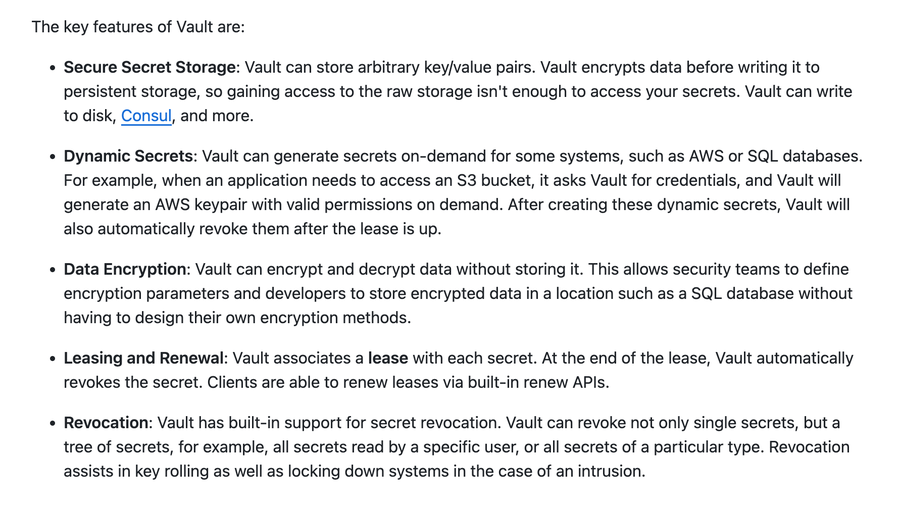 The key features of Vault are:
• Secure Secret Storage: Vault can store arbitrary key/value pairs. Vault encrypts data before writing it to
persistent storage, so gaining access to the raw storage isn't enough to access your secrets. Vault can write
to disk, Consul, and more.
• Dynamic Secrets: Vault can generate secrets on-demand for some systems, such as AWS or SQL databases.
For example, when an application needs to access an S3 bucket, it asks Vault for credentials, and Vault will
generate an AWS keypair with valid permissions on demand. After creating these dynamic secrets, Vault will
also automatically revoke them after the lease is up.
• Data Encryption: Vault can encrypt and decrypt data without storing it. This allows security teams to define
encryption parameters and developers to store encrypted data in a location such as a SQL database without
having to design their own encryption methods.
• Leasing and Renewal: Vault associates a lease with each secret. At the end of the lease, Vault automatically
revokes the secret. Clients are able to renew leases via built-in renew APIs.
• Revocation: Vault has built-in support for secret revocation. Vault can revoke not only single secrets, but a
tree of secrets, for example, all secrets read by a specific user, or all secrets of a particular type. Revocation
assists in key rolling as well as locking down systems in the case of an intrusion.